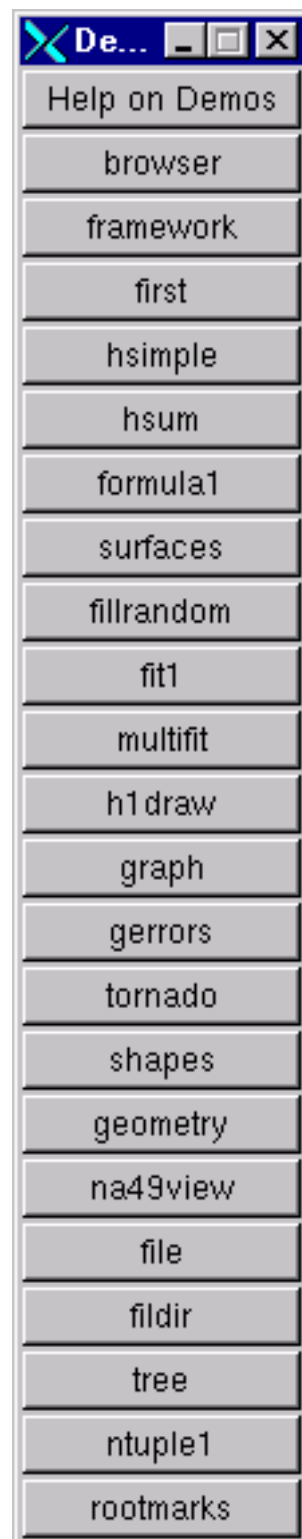 De...
Help on Demos
browser
framework
first
hsimple
hsum
formula1
surfaces
fillrandom
fit1
multifit
h1draw
graph
gerrors
tornado
shapes
geometry
na49view
file
fildir
tree
ntuple1
rootmarks